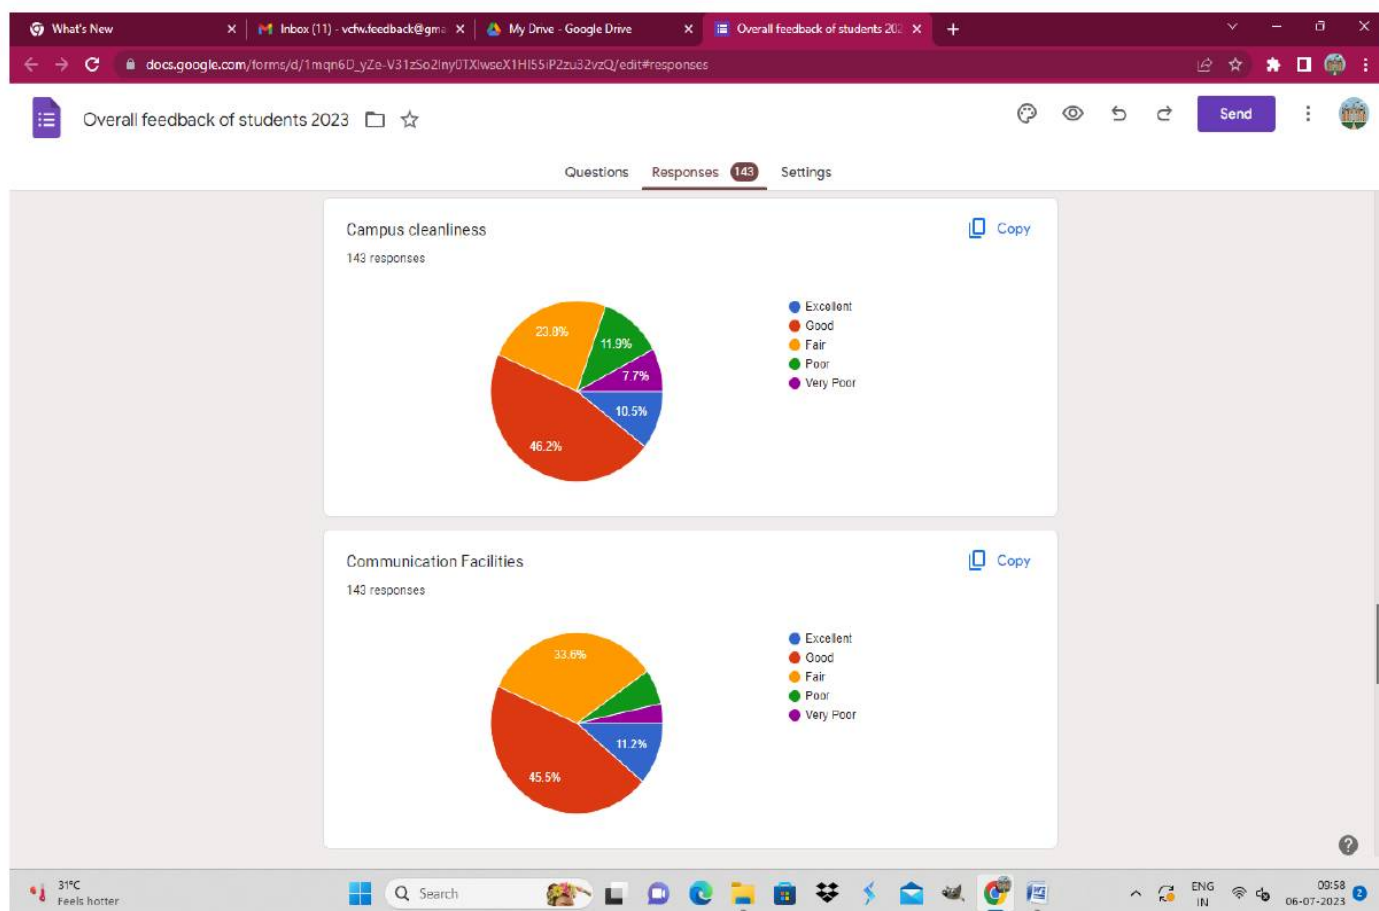 What's New
Inbox (11) - vcfw.feedback@gma
My Drive - Google Drive
Overall feedback of students 202
docs.google.com/forms/d/
/edit#responses
Overall feedback of students 2023
Send
Questions Responses 143 Settings
Campus cleanliness
Copy
143 responses
Excellent
Good
Fair
Poor
Very Poor
23.8%
11.9%
7.7%
10.5%
46.2%
Communication Facilities
Copy
143 responses
Excellent
Good
Fair
Poor
Very Poor
33.6%
11.2%
45.5%
31°C
Feels hotter
Search
ENG
IN
09:58
06-07-2023
2